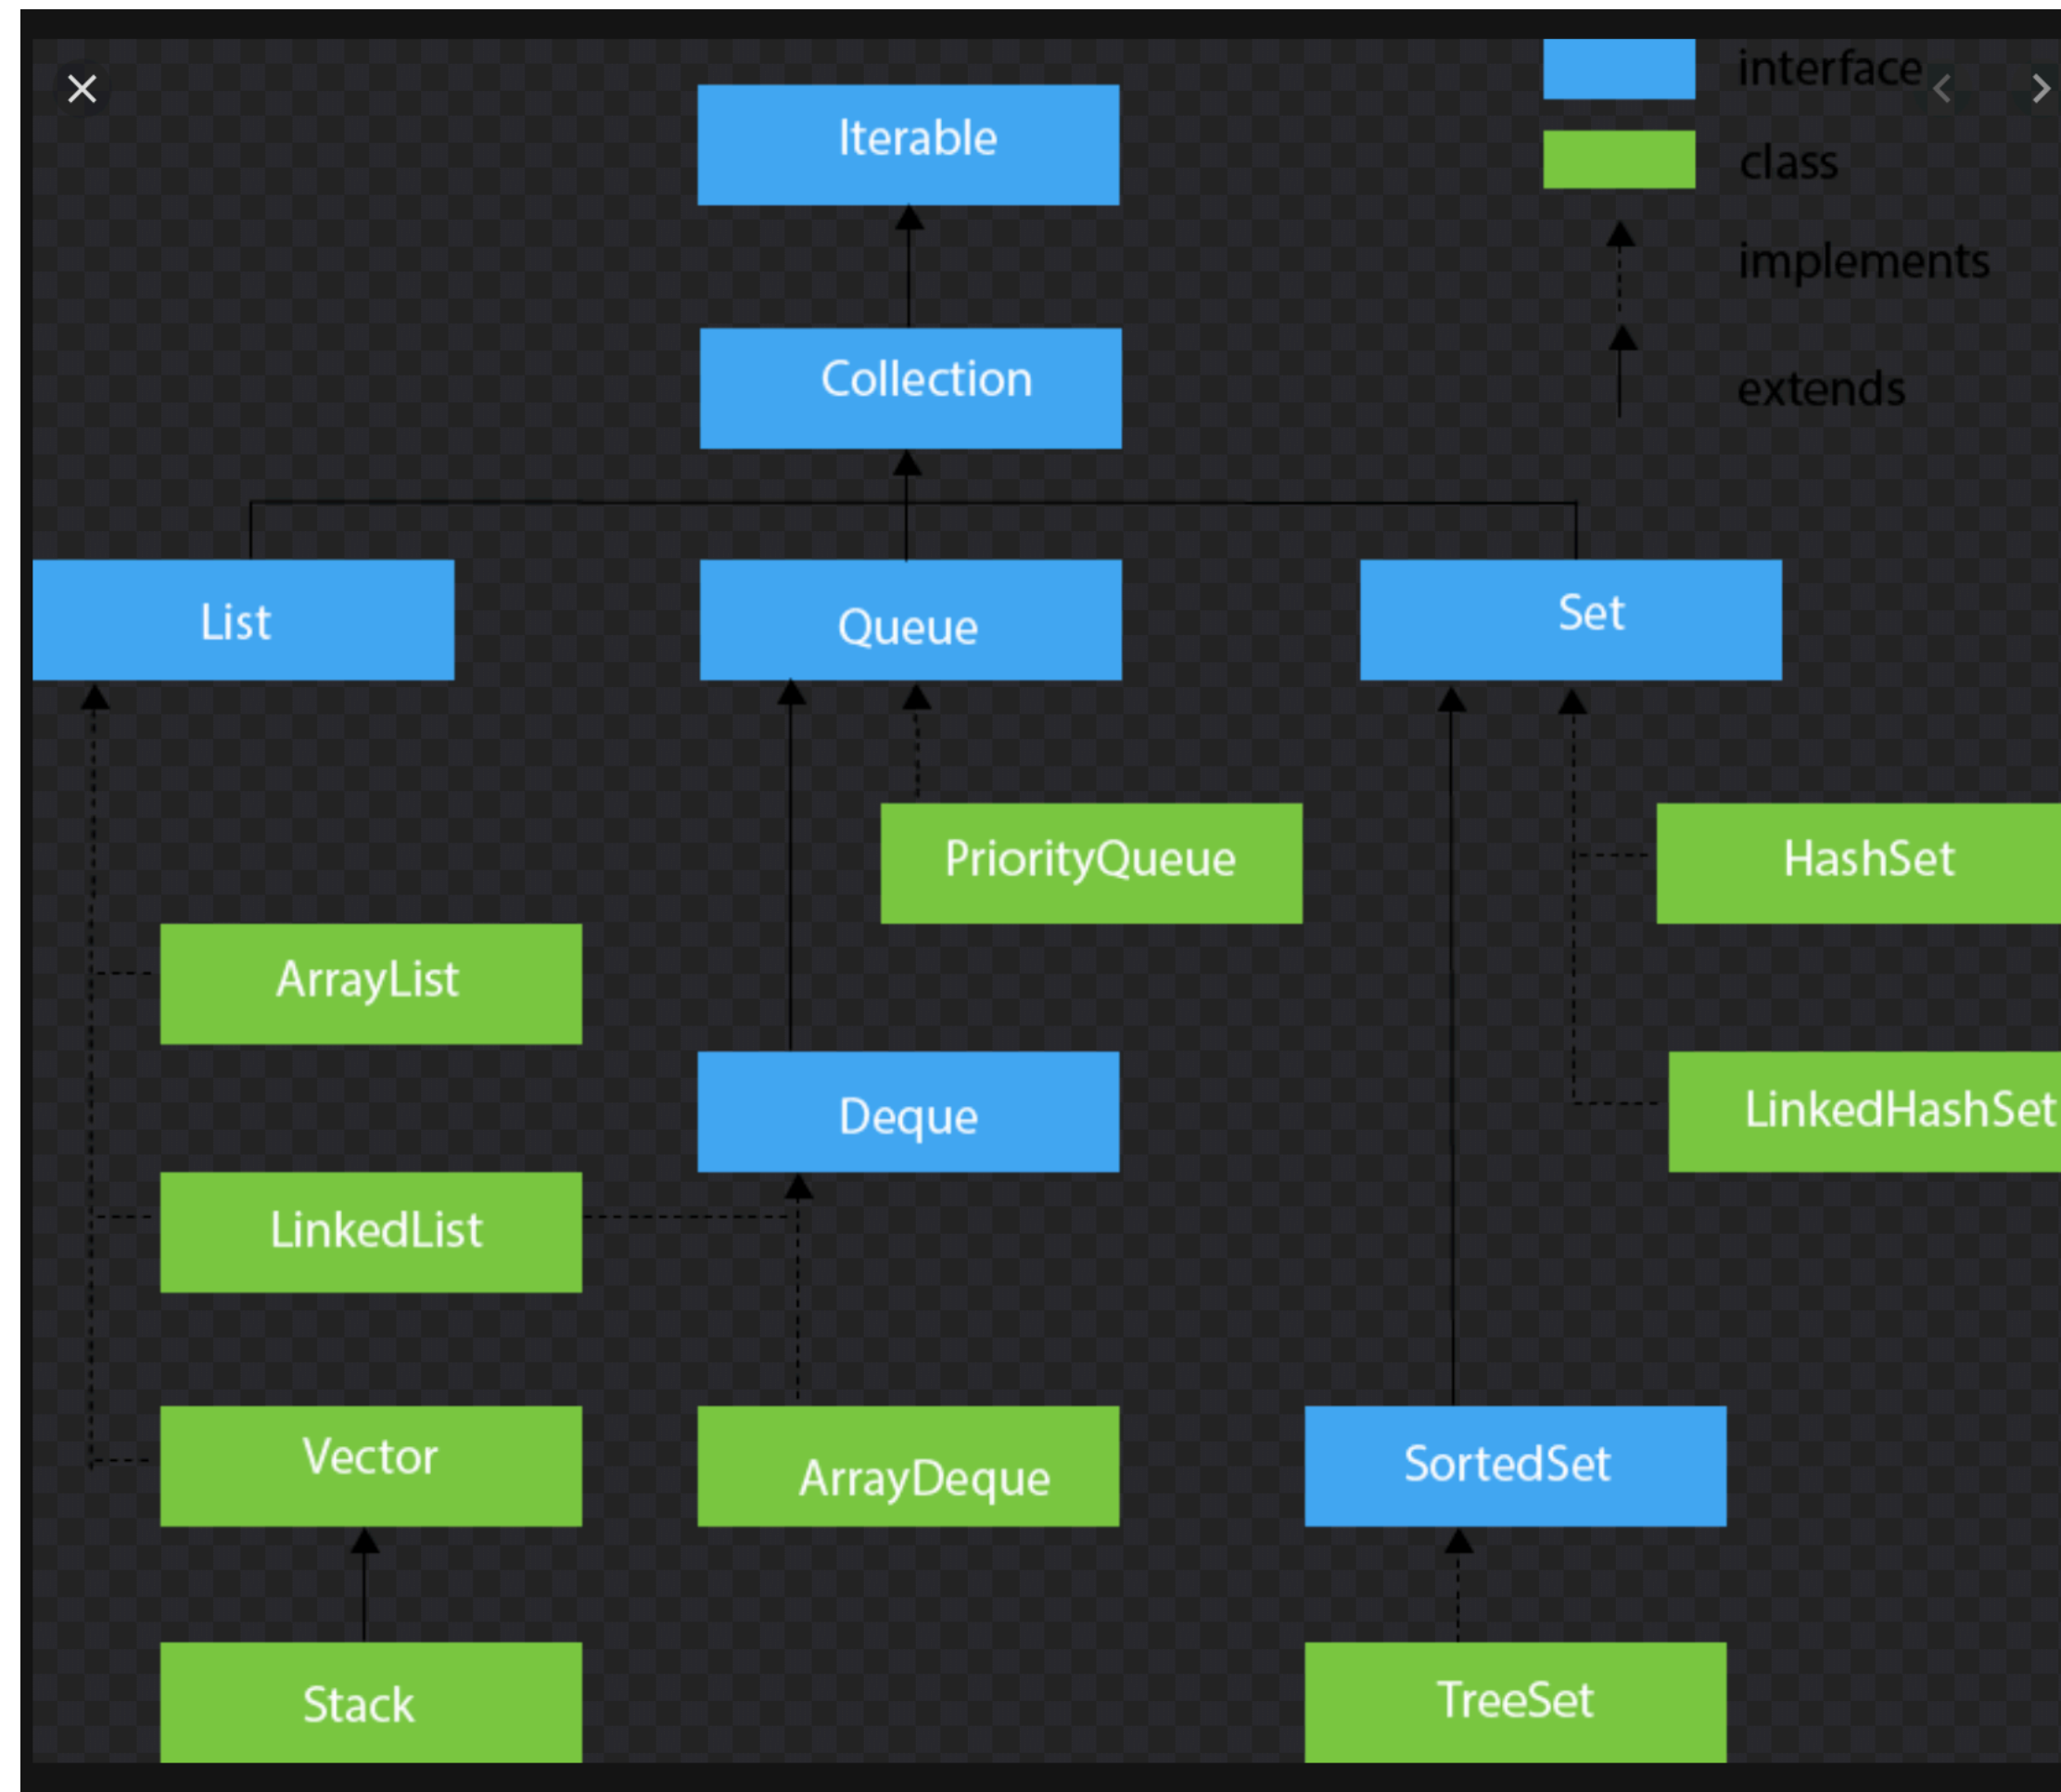 interface
Iterable
class
implements
Collection
extends
List
Queue
Set
PriorityQueue
HashSet
ArrayList
Deque
LinkedHashSet
LinkedList
Vector
ArrayDeque
SortedSet
Stack
TreeSet